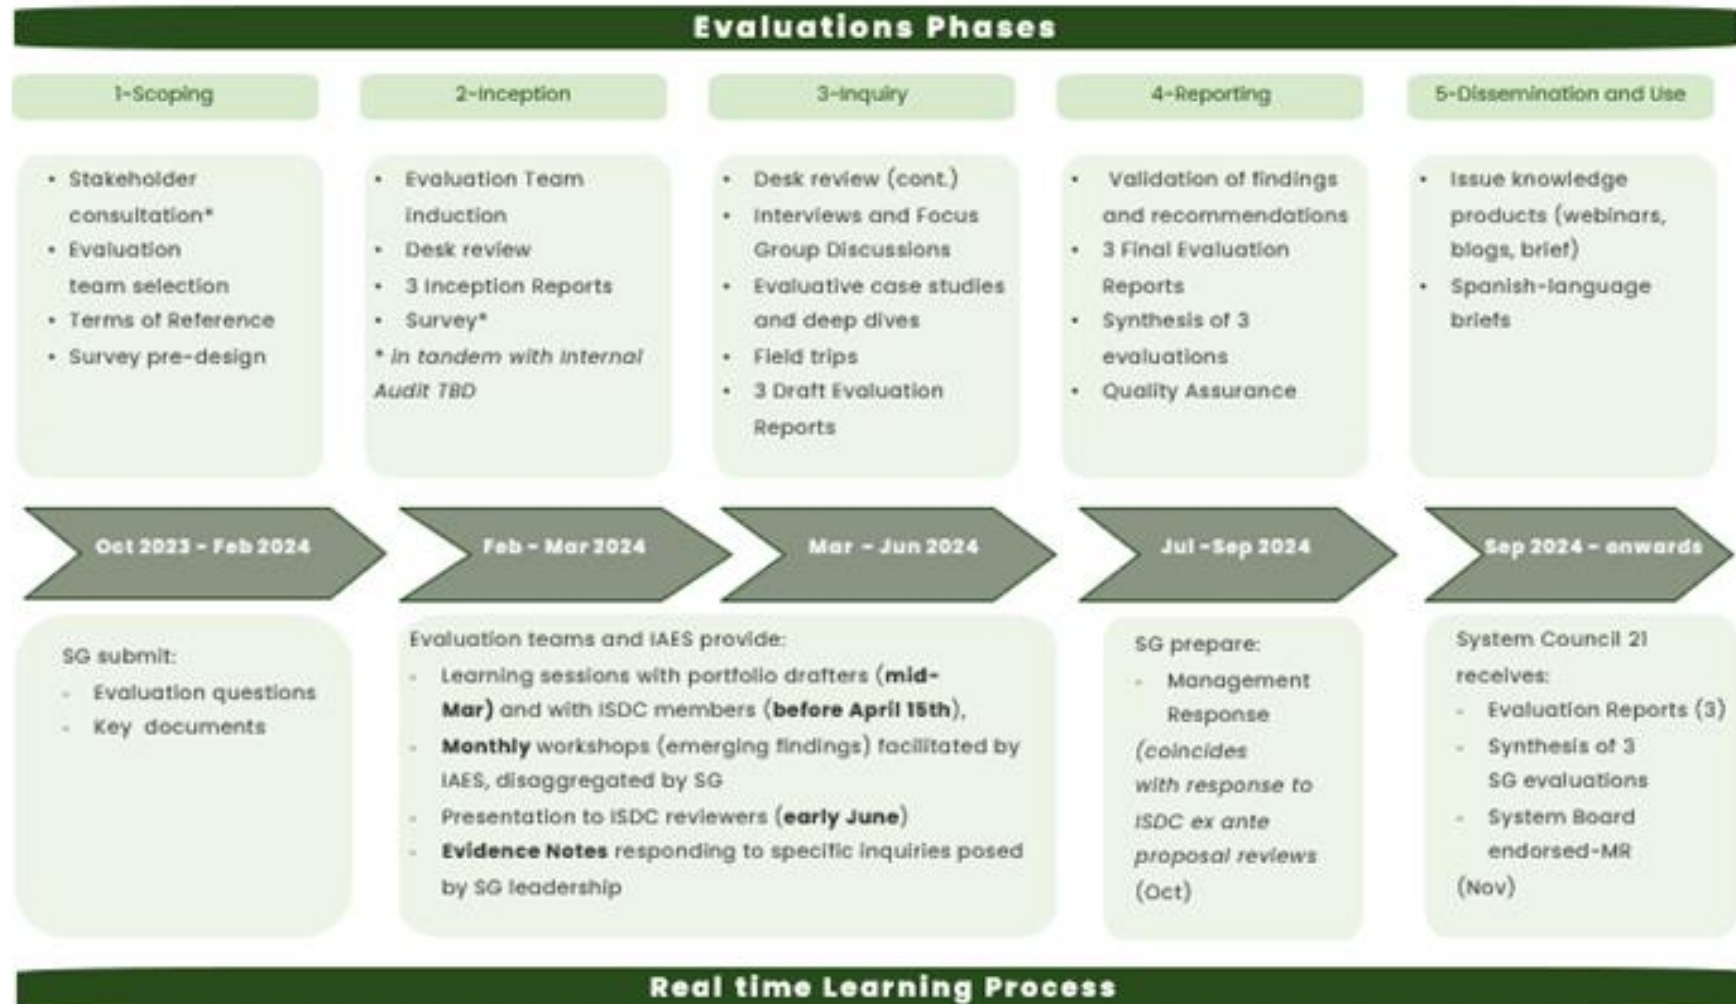 Evaluations Phases
1-Scoping
2-Inception
3-Inquiry
4-Reporting
5-Dissemination and Use
• Stakeholder
consultation*
• Evaluation
team selection
• Terms of Reference
• Survey pre-design
• Evaluation Team
induction
• Desk review
• 3 Inception Reports
• Survey*
* in tandem with Internal
Audit TBD
• Desk review (cont.)
• Interviews and Focus
Group Discussions
• Evaluative case studies
and deep dives
• Field trips
• 3 Draft Evaluation
Reports
• Validation of findings
and recommendations
• 3 Final Evaluation
Reports
• Synthesis of 3
evaluations
• Quality Assurance
• Issue knowledge
products (webinars,
blogs, brief)
• Spanish-language
briefs
Oct 2023 - Feb 2024
Feb - Mar 2024
Mar - Jun 2024
Jul -Sep 2024
Sep 2024 - onwards
SG submit:
- Evaluation questions
- Key documents
Evaluation teams and IAES provide:
- Learning sessions with portfolio drafters (mid-
Mar) and with ISDC members (before April 15th),
- Monthly workshops (emerging findings) facilitated by
IAES, disaggregated by SG
- Presentation to ISDC reviewers (early June)
- Evidence Notes responding to specific inquiries posed
by SG leadership
SG prepare:
- Management
Response
(coincides
with response to
ISDC ex ante
proposal reviews
(Oct)
System Council 21
receives:
- Evaluation Reports (3)
- Synthesis of 3
SG evaluations
- System Board
endorsed-MR
(Nov)
Real time Learning Process